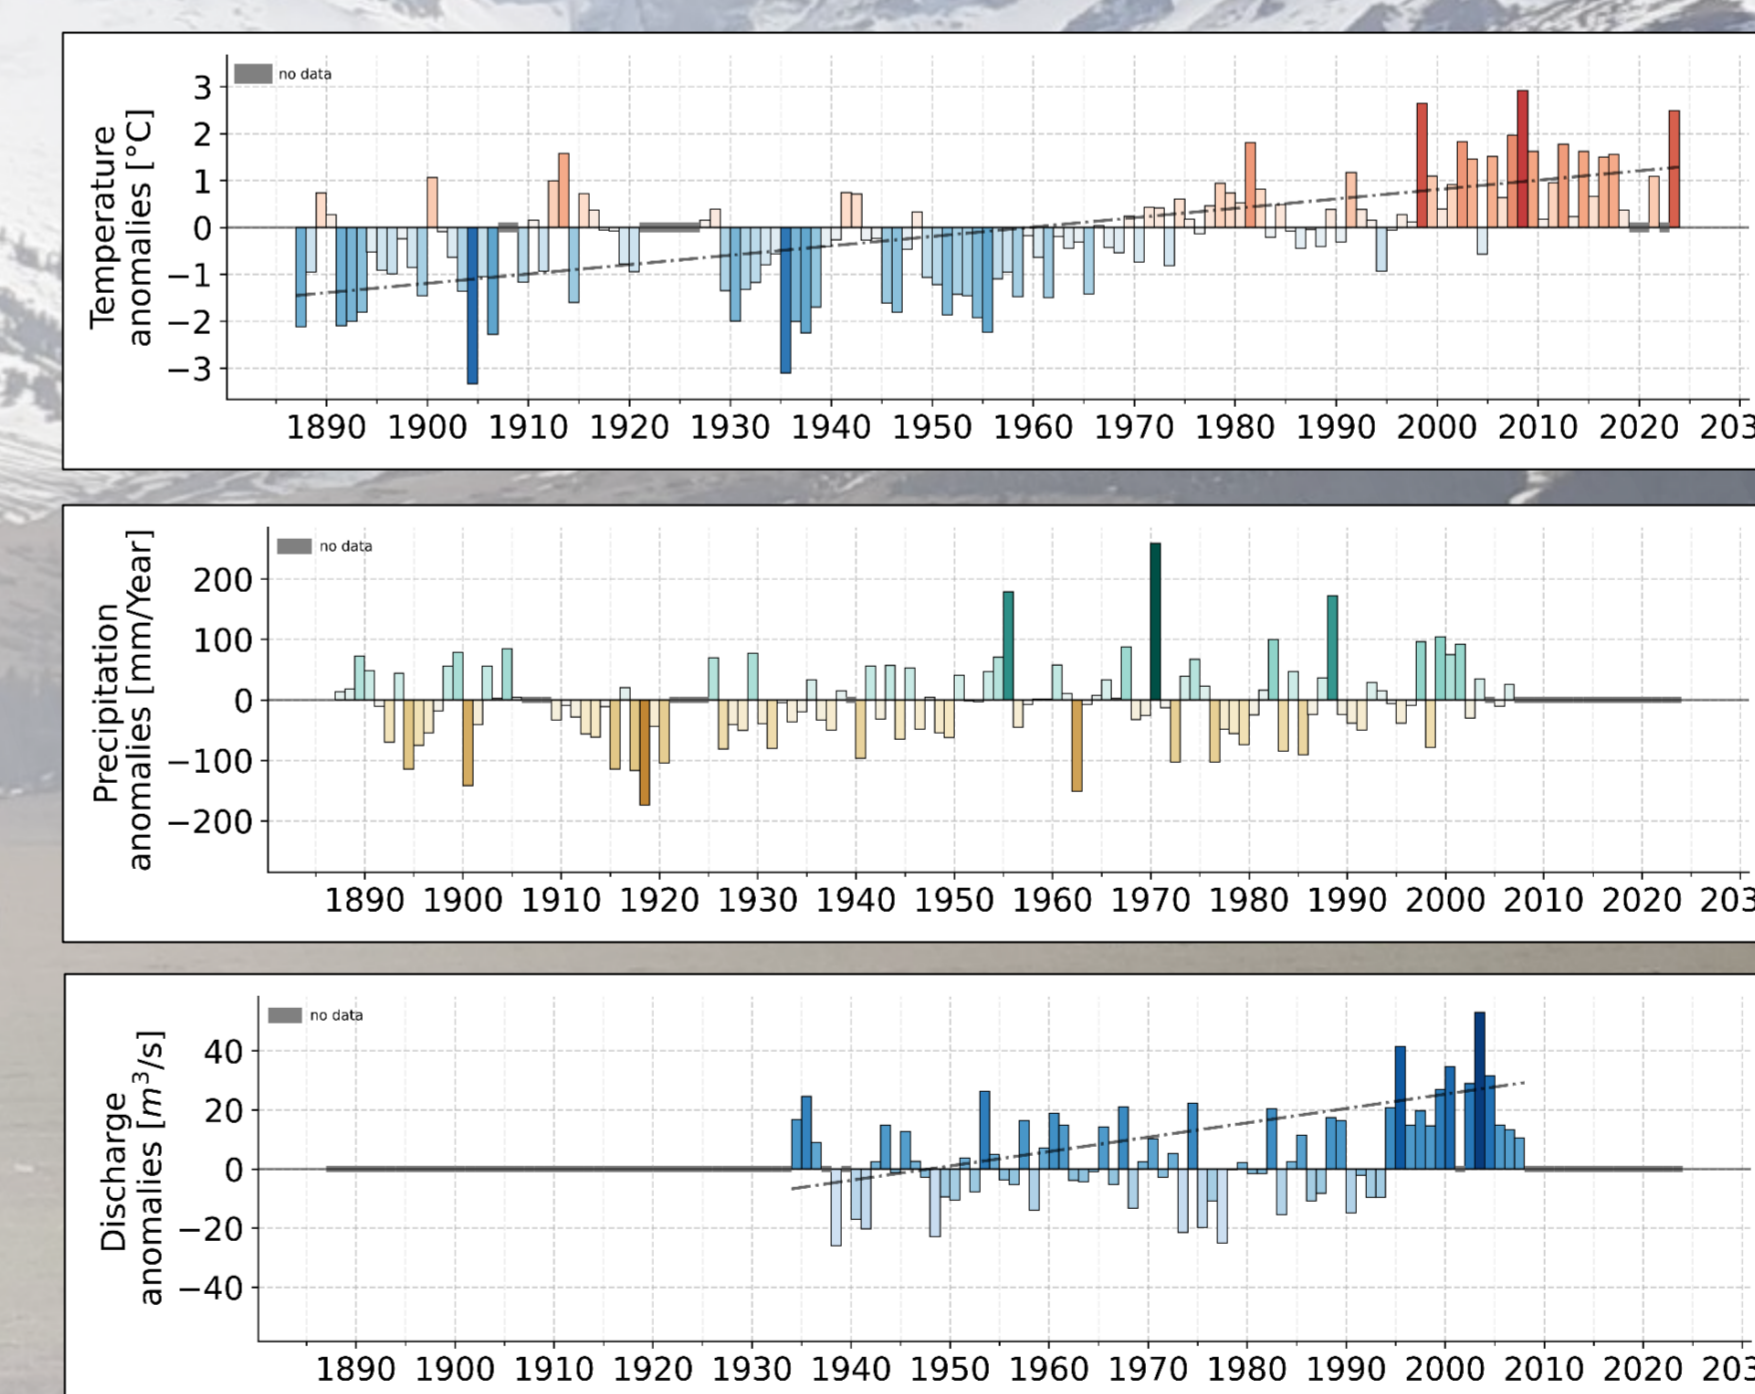 no data
Temperature
anomalies [°C]
3
2
1
0
−1
−2
−3
1890 1900 1910 1920 1930 1940 1950 1960 1970 1980 1990 2000 2010 2020 203
no data
Precipitation
anomalies [mm/Year]
200
100
0
−100
−200
1890 1900 1910 1920 1930 1940 1950 1960 1970 1980 1990 2000 2010 2020 203
no data
Discharge
anomalies [m³/s]
40
20
0
−20
−40
1890 1900 1910 1920 1930 1940 1950 1960 1970 1980 1990 2000 2010 2020 203